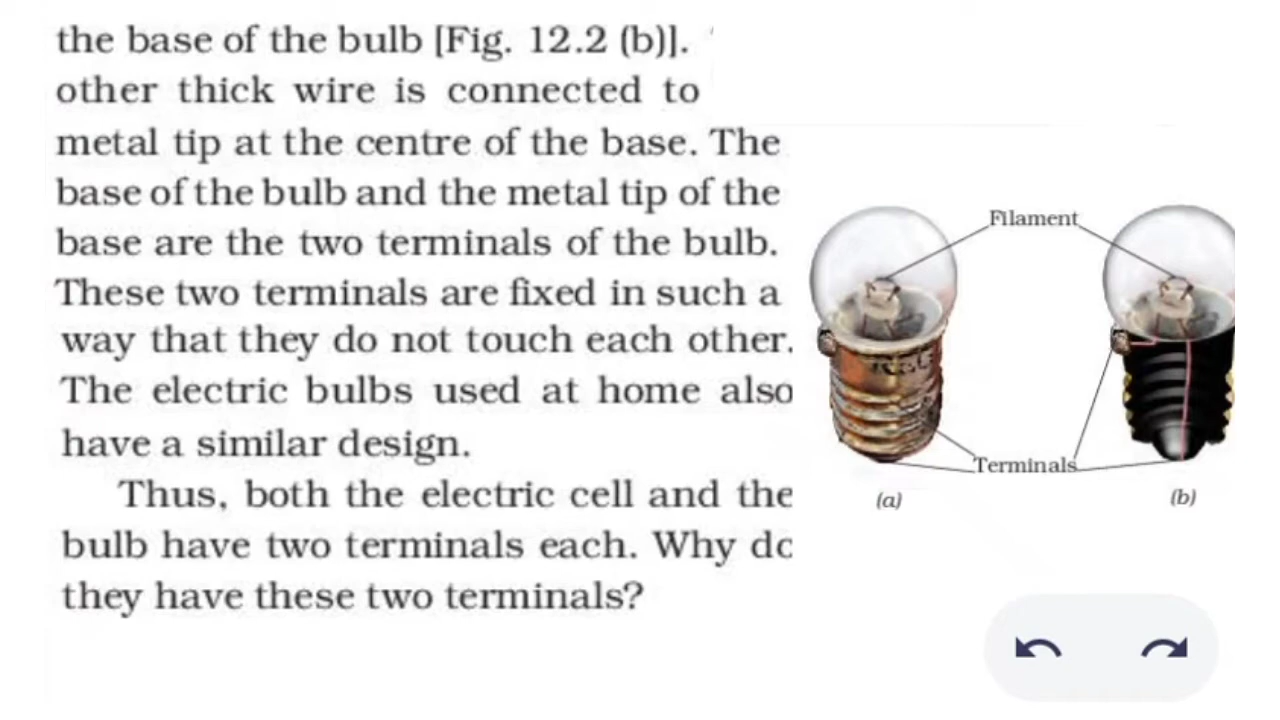 the base of the bulb [Fig. 12.2 (b)].
other thick wire is connected to
metal tip at the centre of the base. The
base of the bulb and the metal tip of the
base are the two terminals of the bulb.
These two terminals are fixed in such a
way that they do not touch each other.
The electric bulbs used at home also
have a similar design.
Thus, both the electric cell and the
bulb have two terminals each. Why do
they have these two terminals?
Filament
Terminals
(a)
(b)